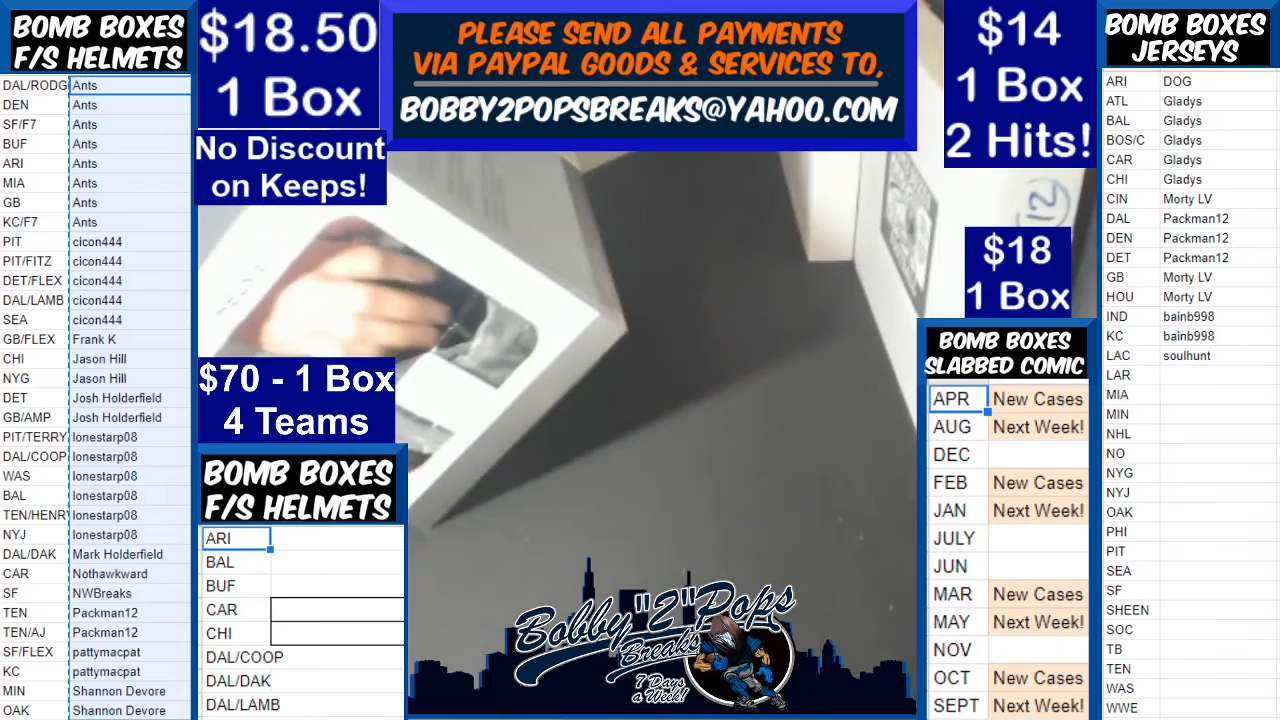 BOMB BOXES
F/S HELMETS
DAL/RODG Ants
DEN Ants
SF/F7 Ants
BUF Ants
ARI Ants
MIA Ants
GB Ants
KC/F7 Ants
PIT cicon444
PIT/FITZ cicon444
DET/FLEX cicon444
DAL/LAMB cicon444
SEA cicon444
GB/FLEX Frank K
CHI Jason Hill
NYG Jason Hill
DET Josh Holderfield
GB/AMP Josh Holderfield
PIT/TERRY lonestarp08
DAL/COOP lonestarp08
WAS lonestarp08
BAL lonestarp08
TEN/HENRY lonestarp08
NYJ lonestarp08
DAL/DAK Mark Holderfield
CAR Nothawkward
SF NWBreaks
TEN Packman12
TEN/AJ Packman12
SF/FLEX pattymacpat
KC pattymacpat
MIN Shannon Devore
OAK Shannon Devore
$18.50
1 Box
No Discount
on Keeps!
$70 - 1 Box
4 Teams
BOMB BOXES
F/S HELMETS
ARI
BAL
BUF
CAR
CHI
DAL/COOP
DAL/DAK
DAL/LAMB
PLEASE SEND ALL PAYMENTS
VIA PAYPAL GOODS & SERVICES TO,
BOBBY2POPSBREAKS@YAHOO.COM
12
Bobby "2" Pops
Breaks
7 Days
a Week!
$14
1 Box
2 Hits!
$18
1 Box
BOMB BOXES
SLABBED COMIC
APR New Cases
AUG Next Week!
DEC
FEB New Cases
JAN Next Week!
JULY
JUN
MAR New Cases
MAY Next Week!
NOV
OCT New Cases
SEPT Next Week!
BOMB BOXES
JERSEYS
ARI DOG
ATL Gladys
BAL Gladys
BOS/C Gladys
CAR Gladys
CHI Gladys
CIN Morty LV
DAL Packman12
DEN Packman12
DET Packman12
GB Morty LV
HOU Morty LV
IND bainb998
KC bainb998
LAC soulhunt
LAR
MIA
MIN
NHL
NO
NYG
NYJ
OAK
PHI
PIT
SEA
SF
SHEEN
SOC
TB
TEN
WAS
WWE